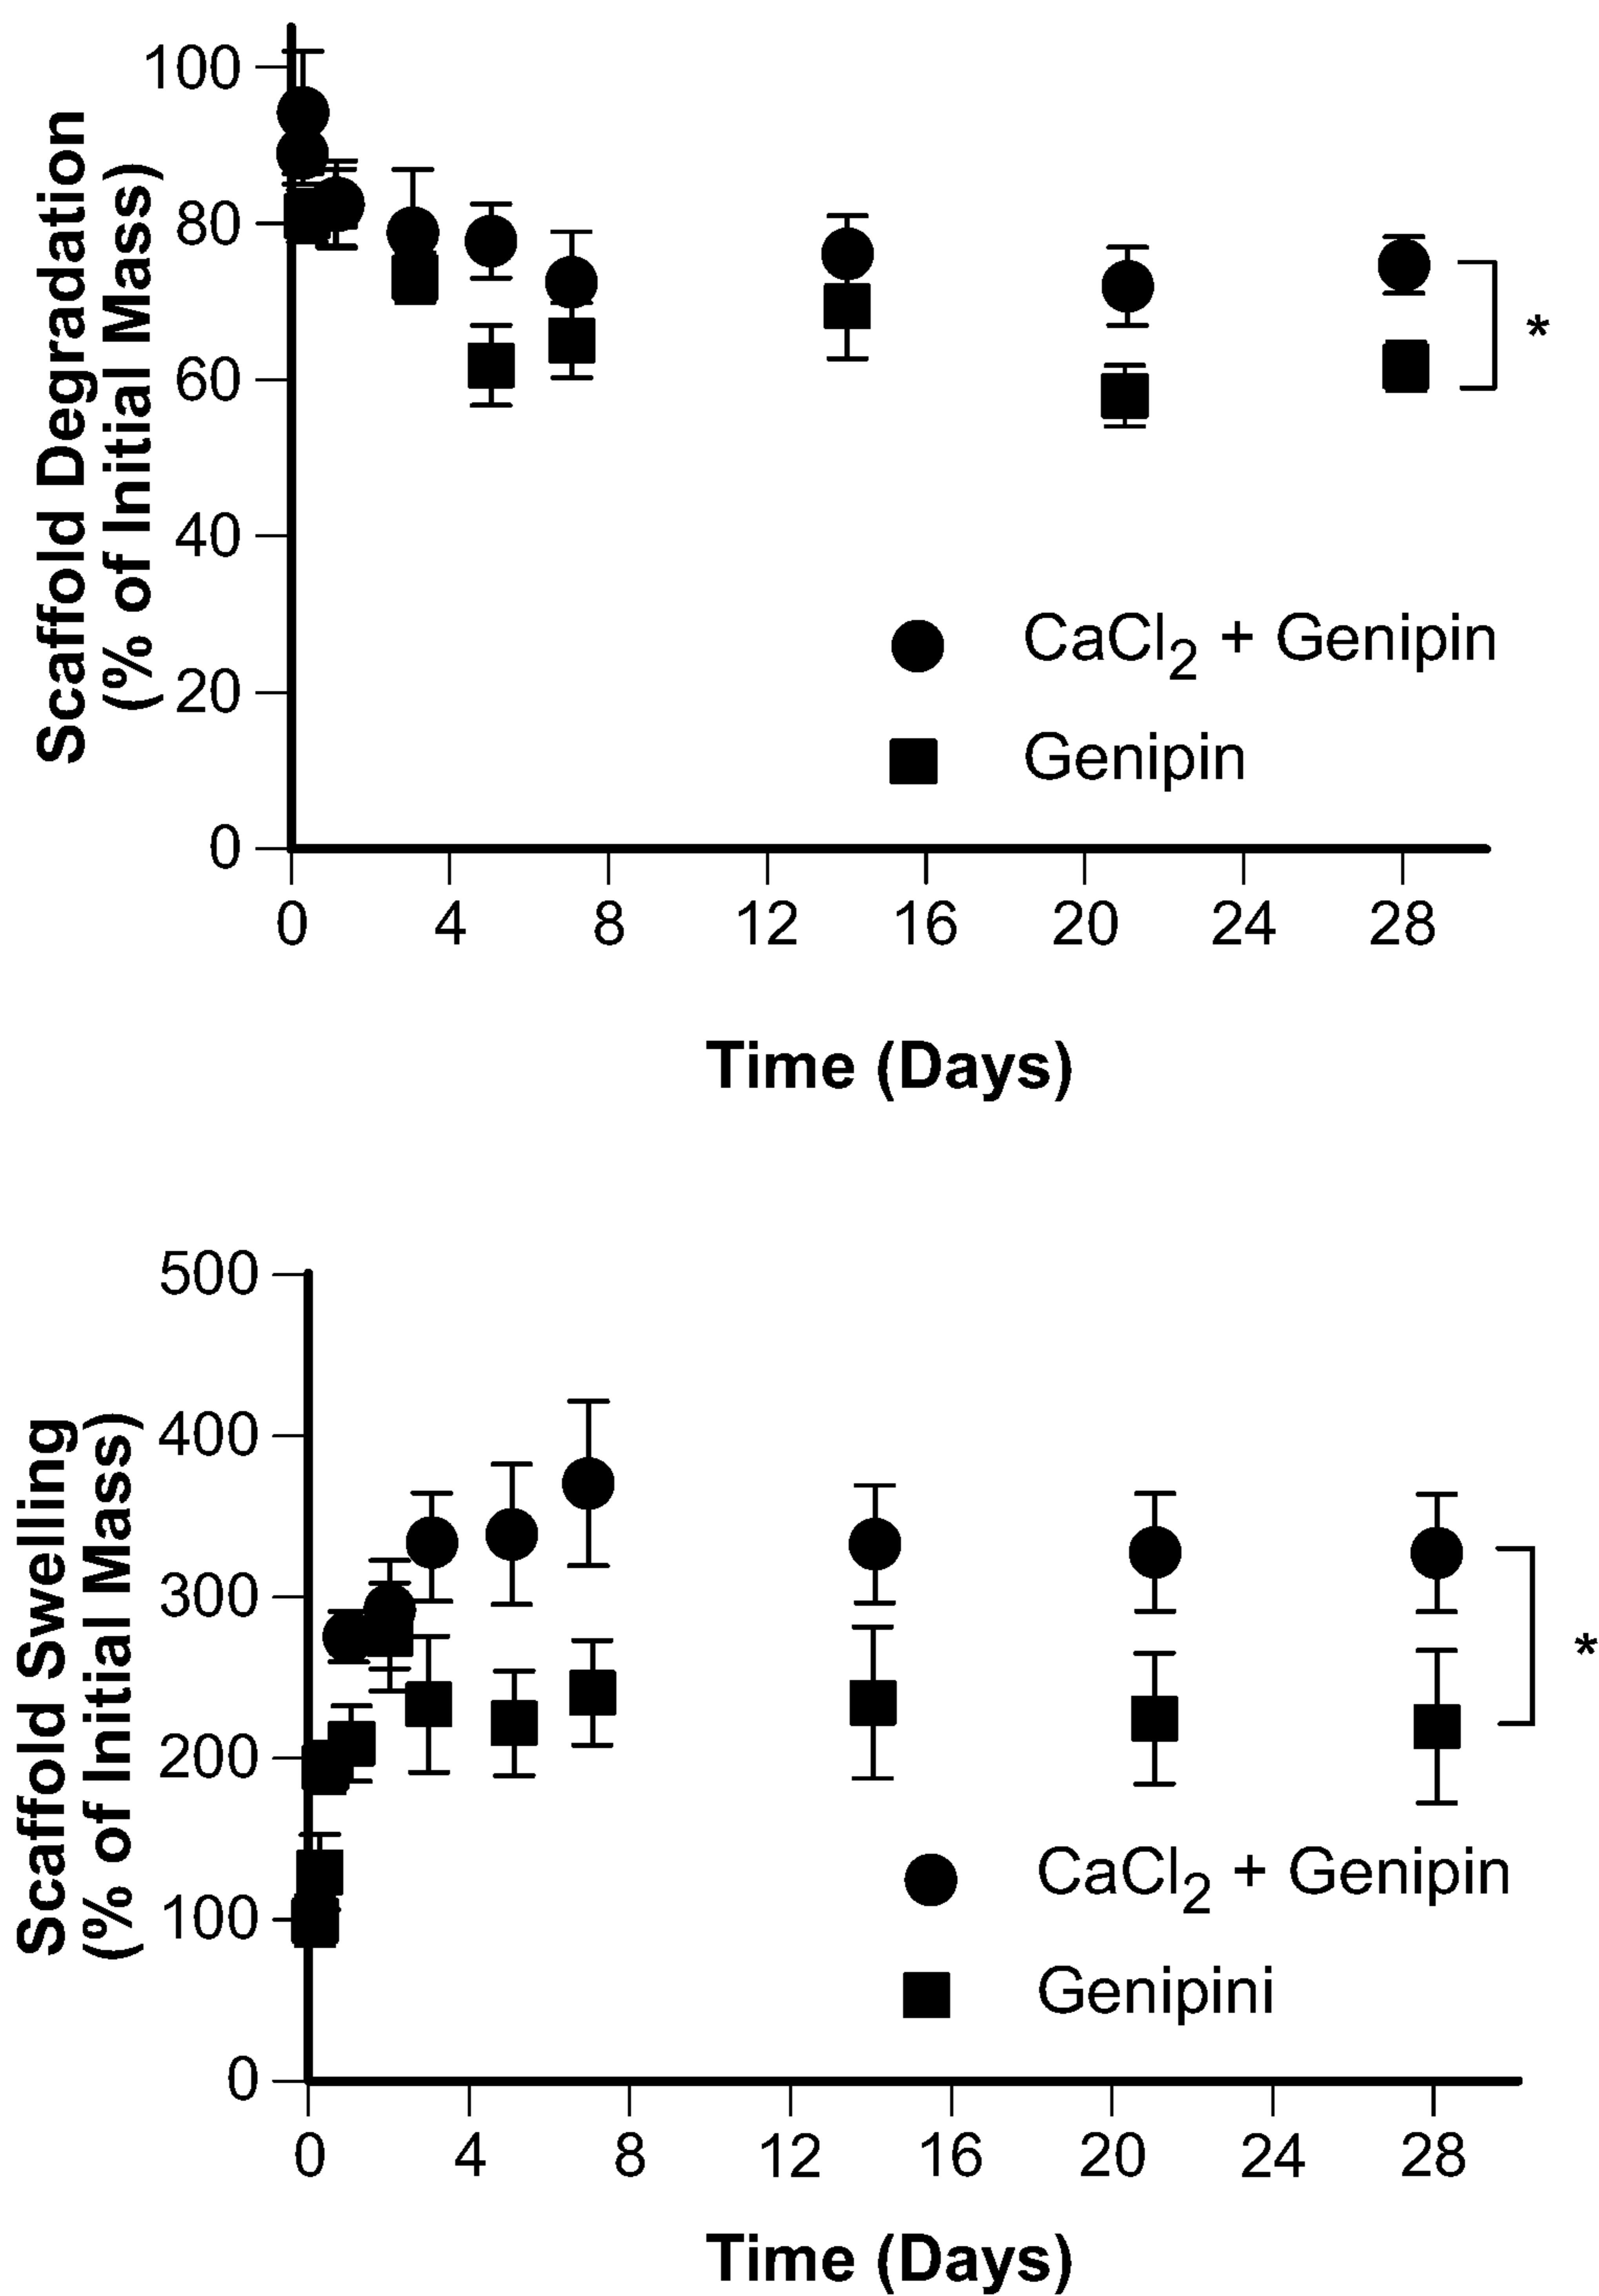 Scaffold Degradation
(% of Initial Mass)
100
80
60
40
20
0
CaCl2 + Genipin
Genipin
0 4 8 12 16 20 24 28
*
Time (Days)
Scaffold Swelling
(% of Initial Mass)
500
400
300
200
100
0
CaCl2 + Genipin
Genipini
0 4 8 12 16 20 24 28
*
Time (Days)